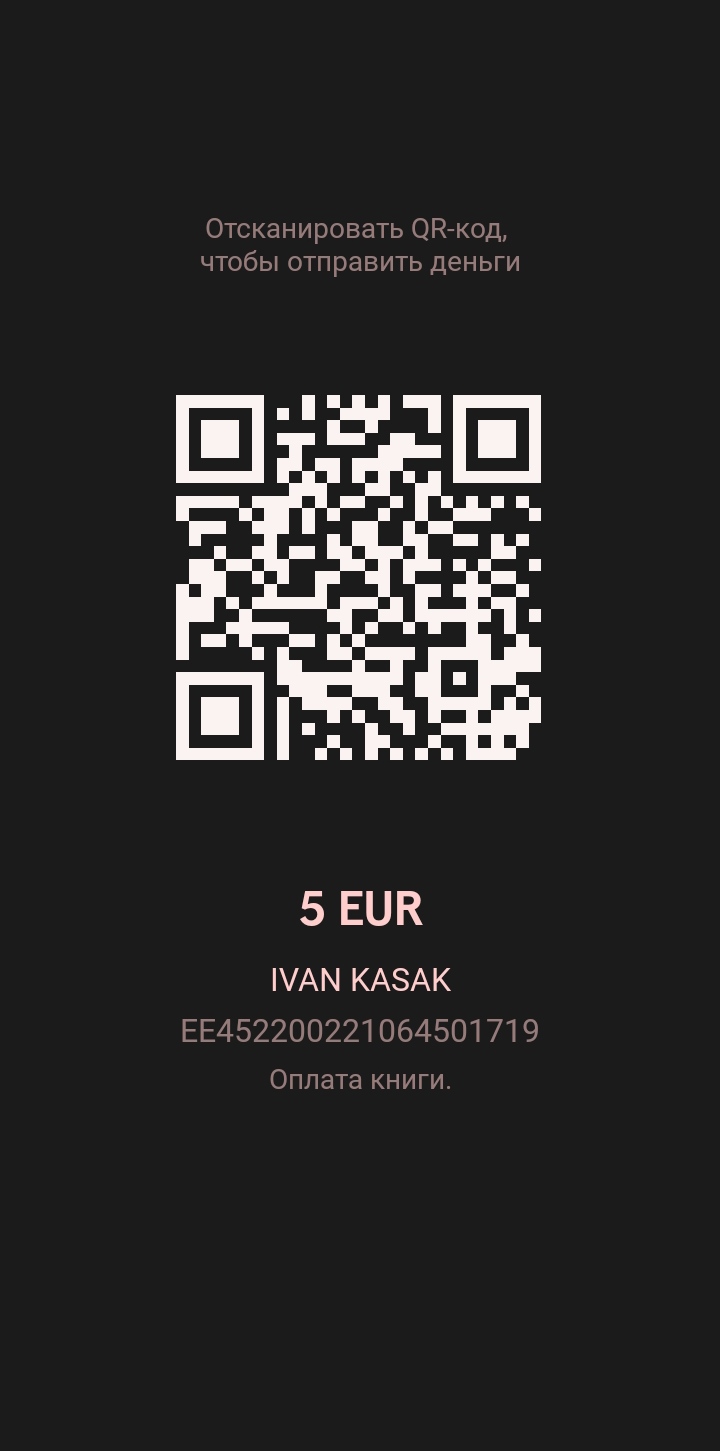 Отсканировать QR-код,
чтобы отправить деньги
5 EUR
IVAN KASAK
EE452200221064501719
Оплата книги.